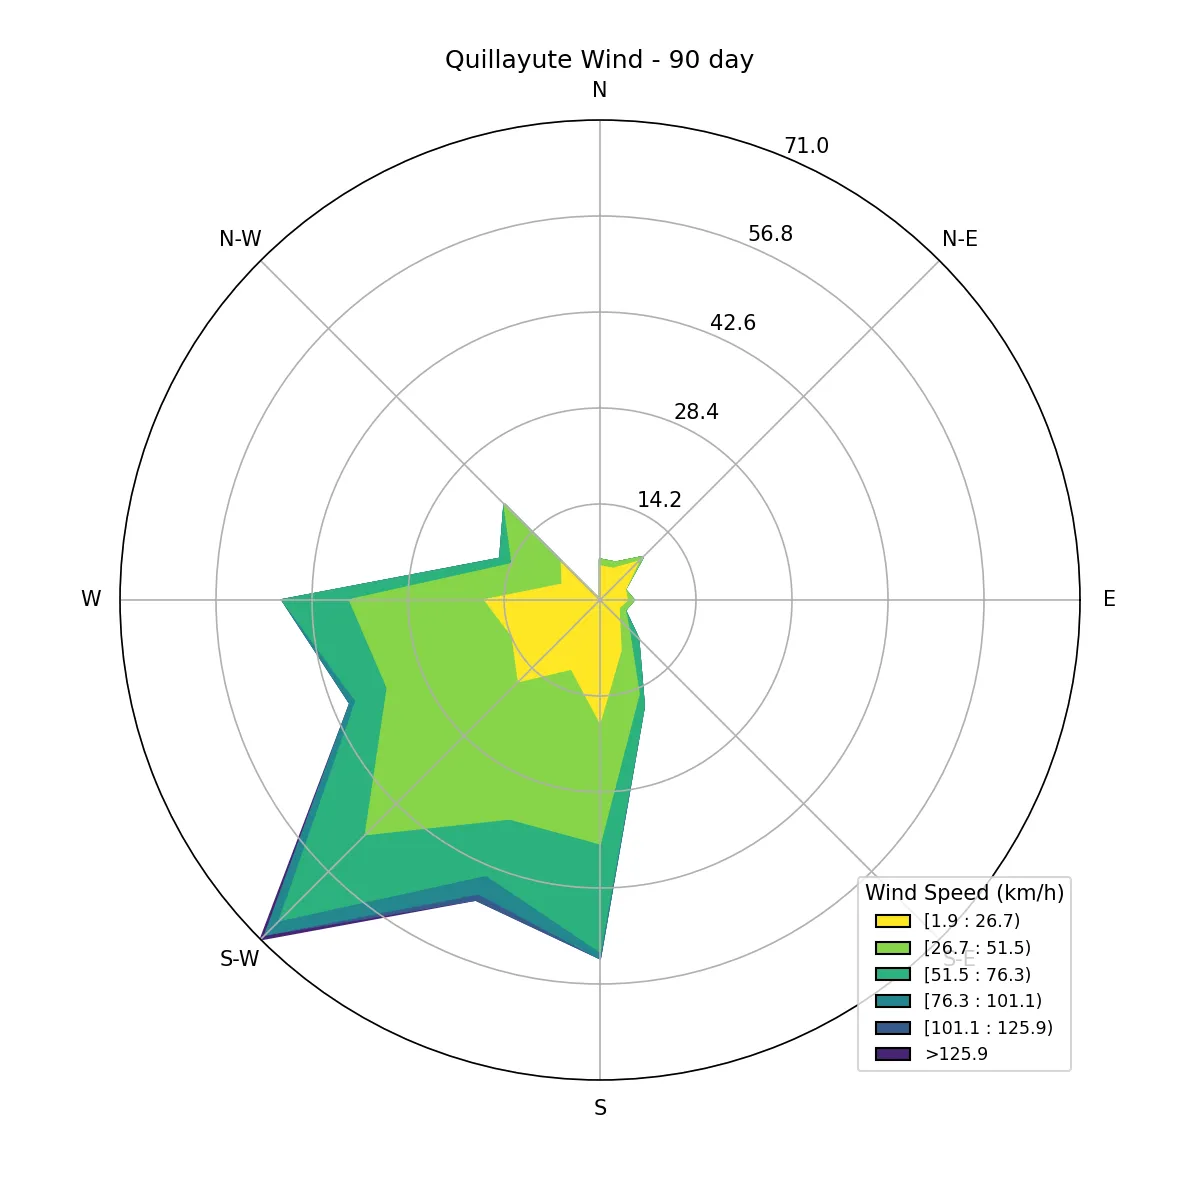 Quillayute Wind - 90 day
N
71.0
56.8
N-W
N-E
42.6
28.4
14.2
W
E
Wind Speed (km/h)
[1.9 : 26.7)
[26.7 : 51.5)
S-W
S-E
[51.5 : 76.3)
[76.3 : 101.1)
[101.1 : 125.9)
>125.9
S